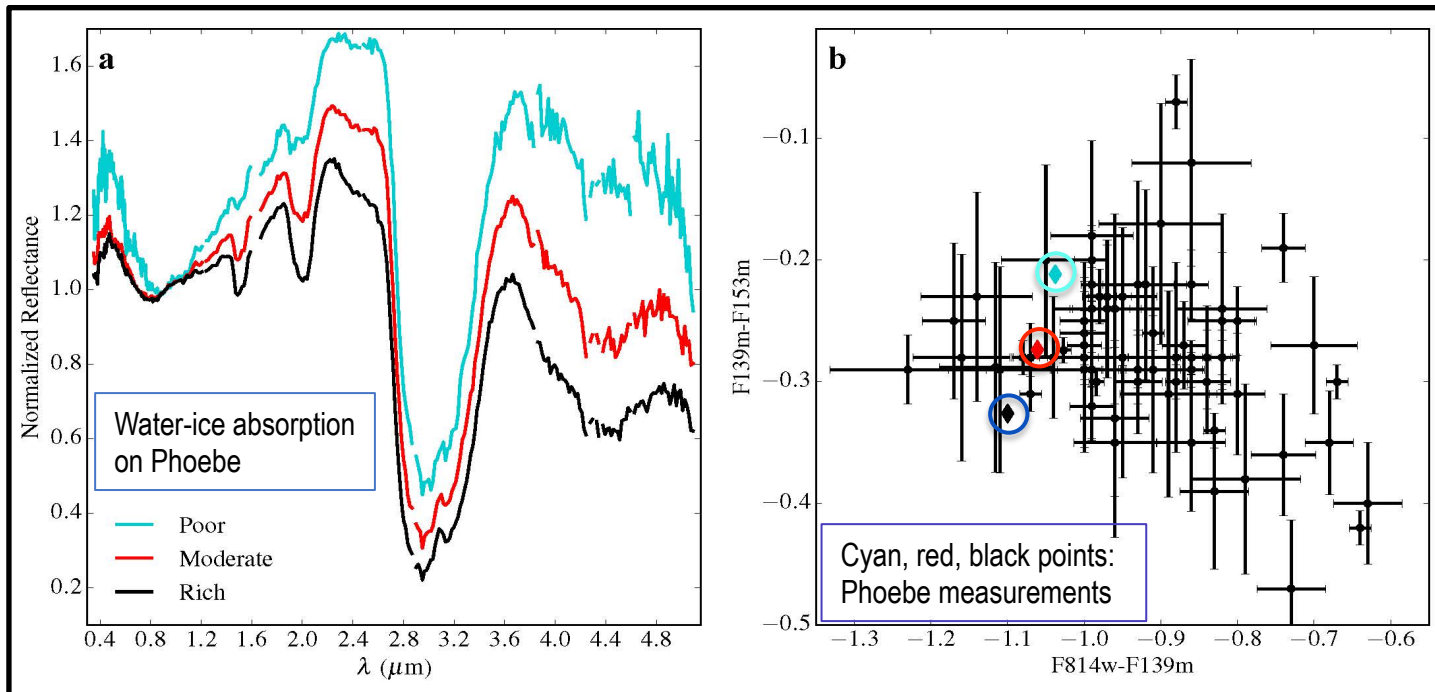 a
Normalized Reflectance
1.6
1.4
1.2
1.0
0.8
0.6
0.4
0.2
Water-ice absorption
on Phoebe
Poor
Moderate
Rich
0.4 0.8 1.2 1.6 2.0 2.4 2.8 3.2 3.6 4.0 4.4 4.8
λ (μm)
b
F139m-F153m
−0.1
−0.2
−0.3
−0.4
−0.5
Cyan, red, black points:
Phoebe measurements
−1.3 −1.2 −1.1 −1.0 −0.9 −0.8 −0.7 −0.6
F814w-F139m